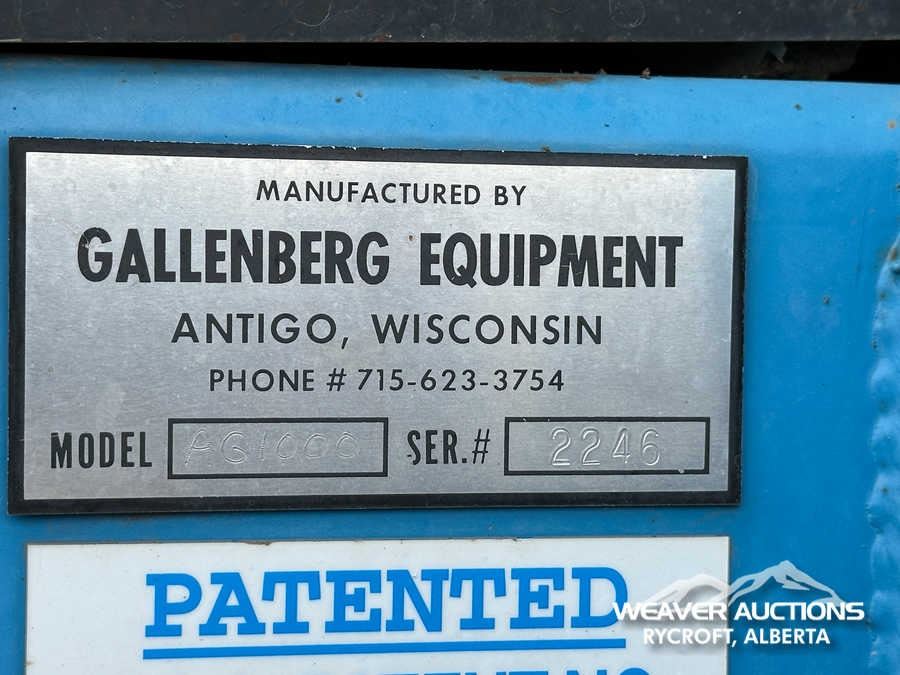 MANUFACTURED BY
GALLENBERG EQUIPMENT
ANTIGO, WISCONSIN
PHONE # 715-623-3754
MODEL AG1000 SER.# 2246
PATENTED
WEAVER AUCTIONS
RYCROFT, ALBERTA